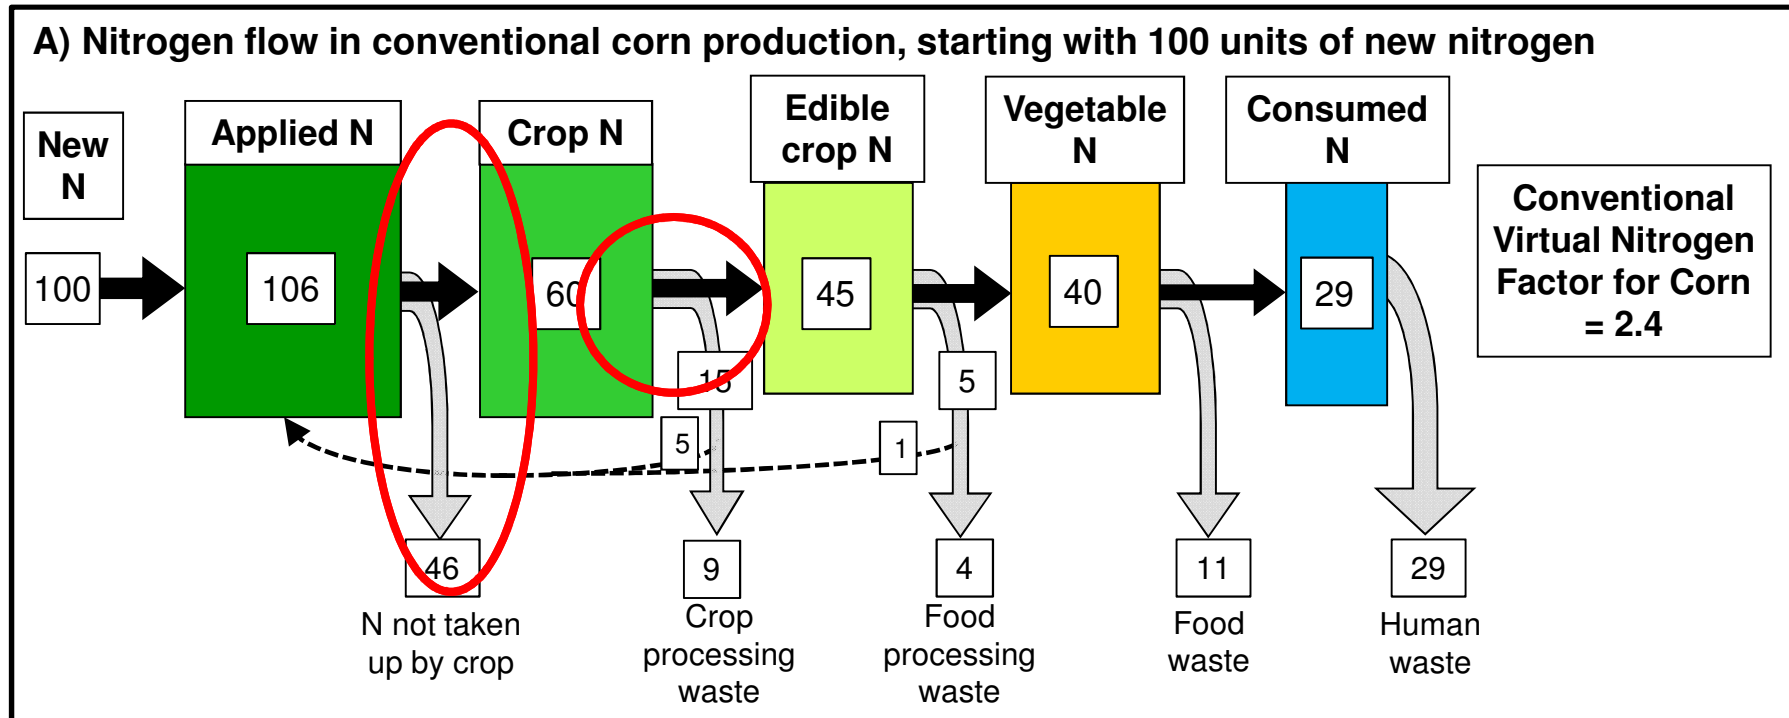 A) Nitrogen flow in conventional corn production, starting with 100 units of new nitrogen
New
N
Applied N
Crop N
Edible
crop N
Vegetable
N
Consumed
N
Conventional
Virtual Nitrogen
Factor for Corn
= 2.4
100
106
60
45
40
29
15
5
5
1
46
9
4
11
29
N not taken
up by crop
Crop
processing
waste
Food
processing
waste
Food
waste
Human
waste